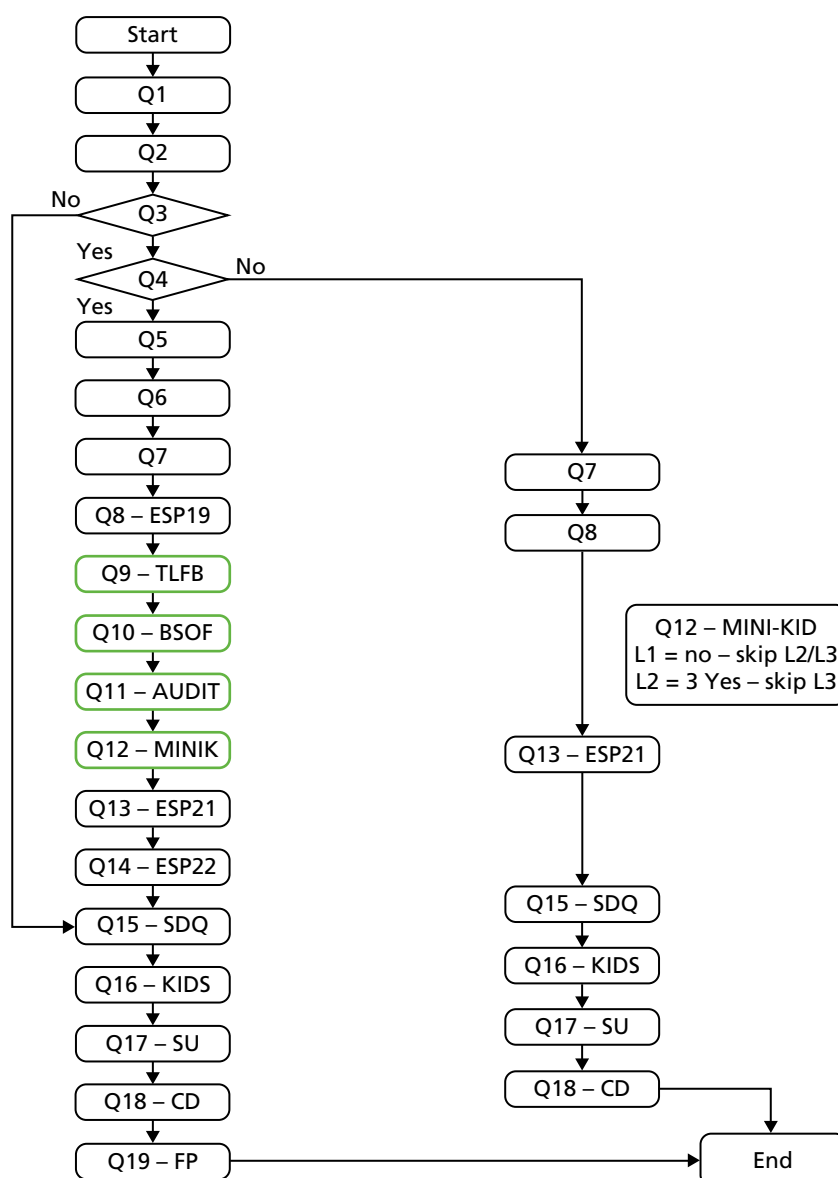 Start
Q1
Q2
No
Q3
Yes
Q4
No
Yes
Q5
Q6
Q7
Q8 – ESP19
Q9 – TLFB
Q10 – BSOF
Q11 – AUDIT
Q12 – MINIK
Q13 – ESP21
Q14 – ESP22
Q15 – SDQ
Q16 – KIDS
Q17 – SU
Q18 – CD
Q19 – FP
Q7
Q8
Q13 – ESP21
Q15 – SDQ
Q16 – KIDS
Q17 – SU
Q18 – CD
End
Q12 – MINI-KID
L1 = no – skip L2/L3
L2 = 3 Yes – skip L3